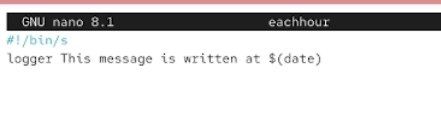 GNU nano 8.1 eachhour
#!/bin/s
logger This message is written at $(date)